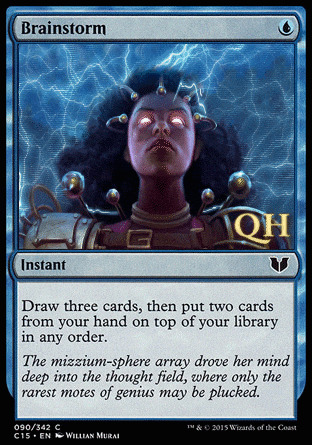 Brainstorm
QH
Instant
Draw three cards, then put two cards
from your hand on top of your library
in any order.
The mizzium-sphere array drove her mind
deep into the thought field, where only the
rarest motes of genius may be plucked.
090/342 C
C15 • EN Willian Murai
™ & © 2015 Wizards of the Coast